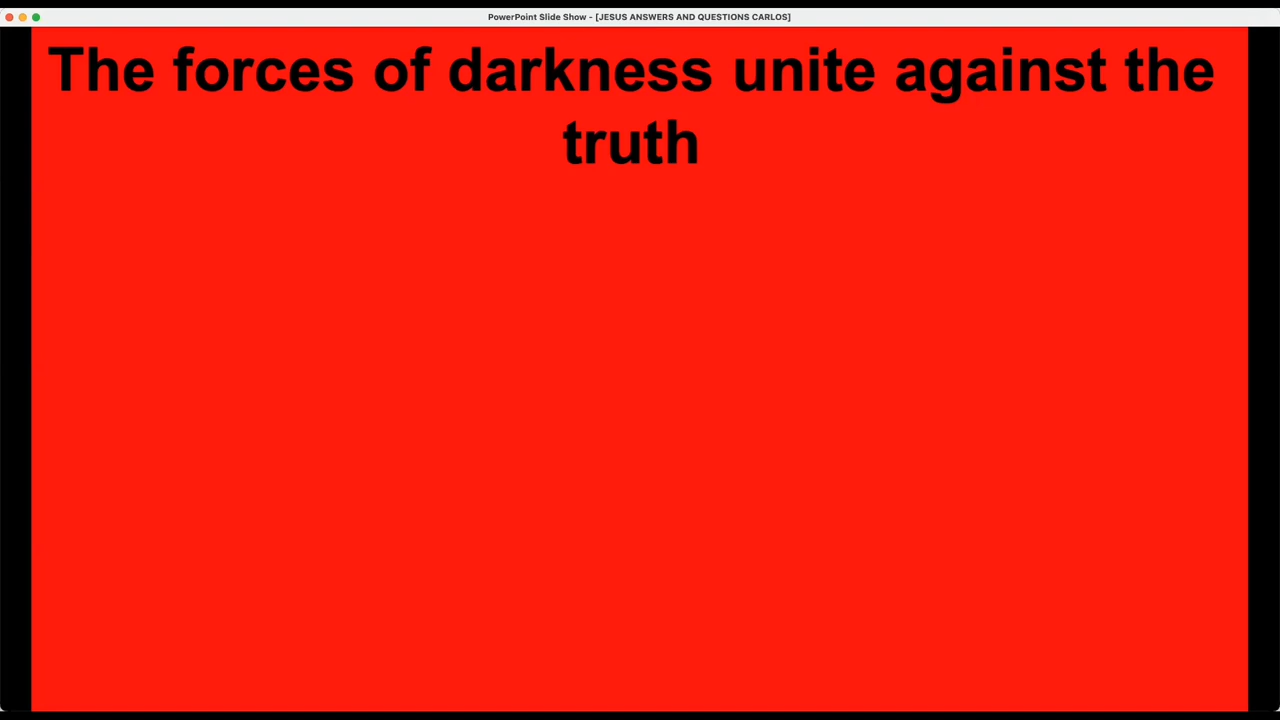 PowerPoint Slide Show - [JESUS ANSWERS AND QUESTIONS CARLOS]
The forces of darkness unite against the
truth